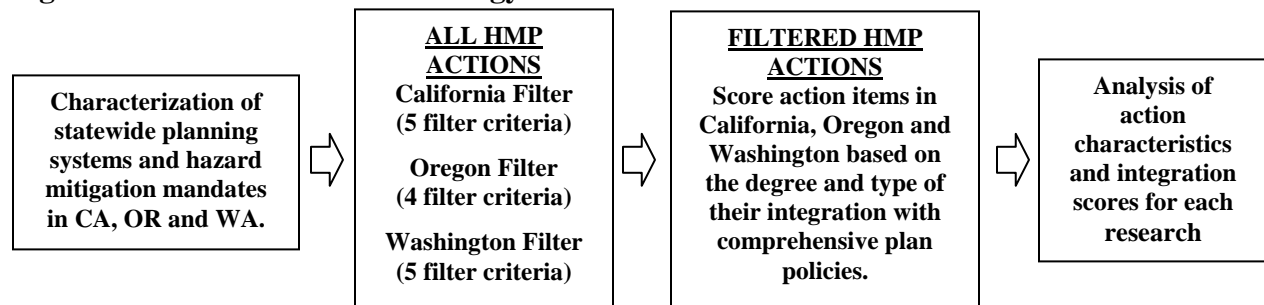 Characterization of
statewide planning
systems and hazard
mitigation mandates
in CA, OR and WA.
ALL HMP
ACTIONS
California Filter
(5 filter criteria)
Oregon Filter
(4 filter criteria)
Washington Filter
(5 filter criteria)
FILTERED HMP
ACTIONS
Score action items in
California, Oregon and
Washington based on
the degree and type of
their integration with
comprehensive plan
policies.
Analysis of
action
characteristics
and integration
scores for each
research